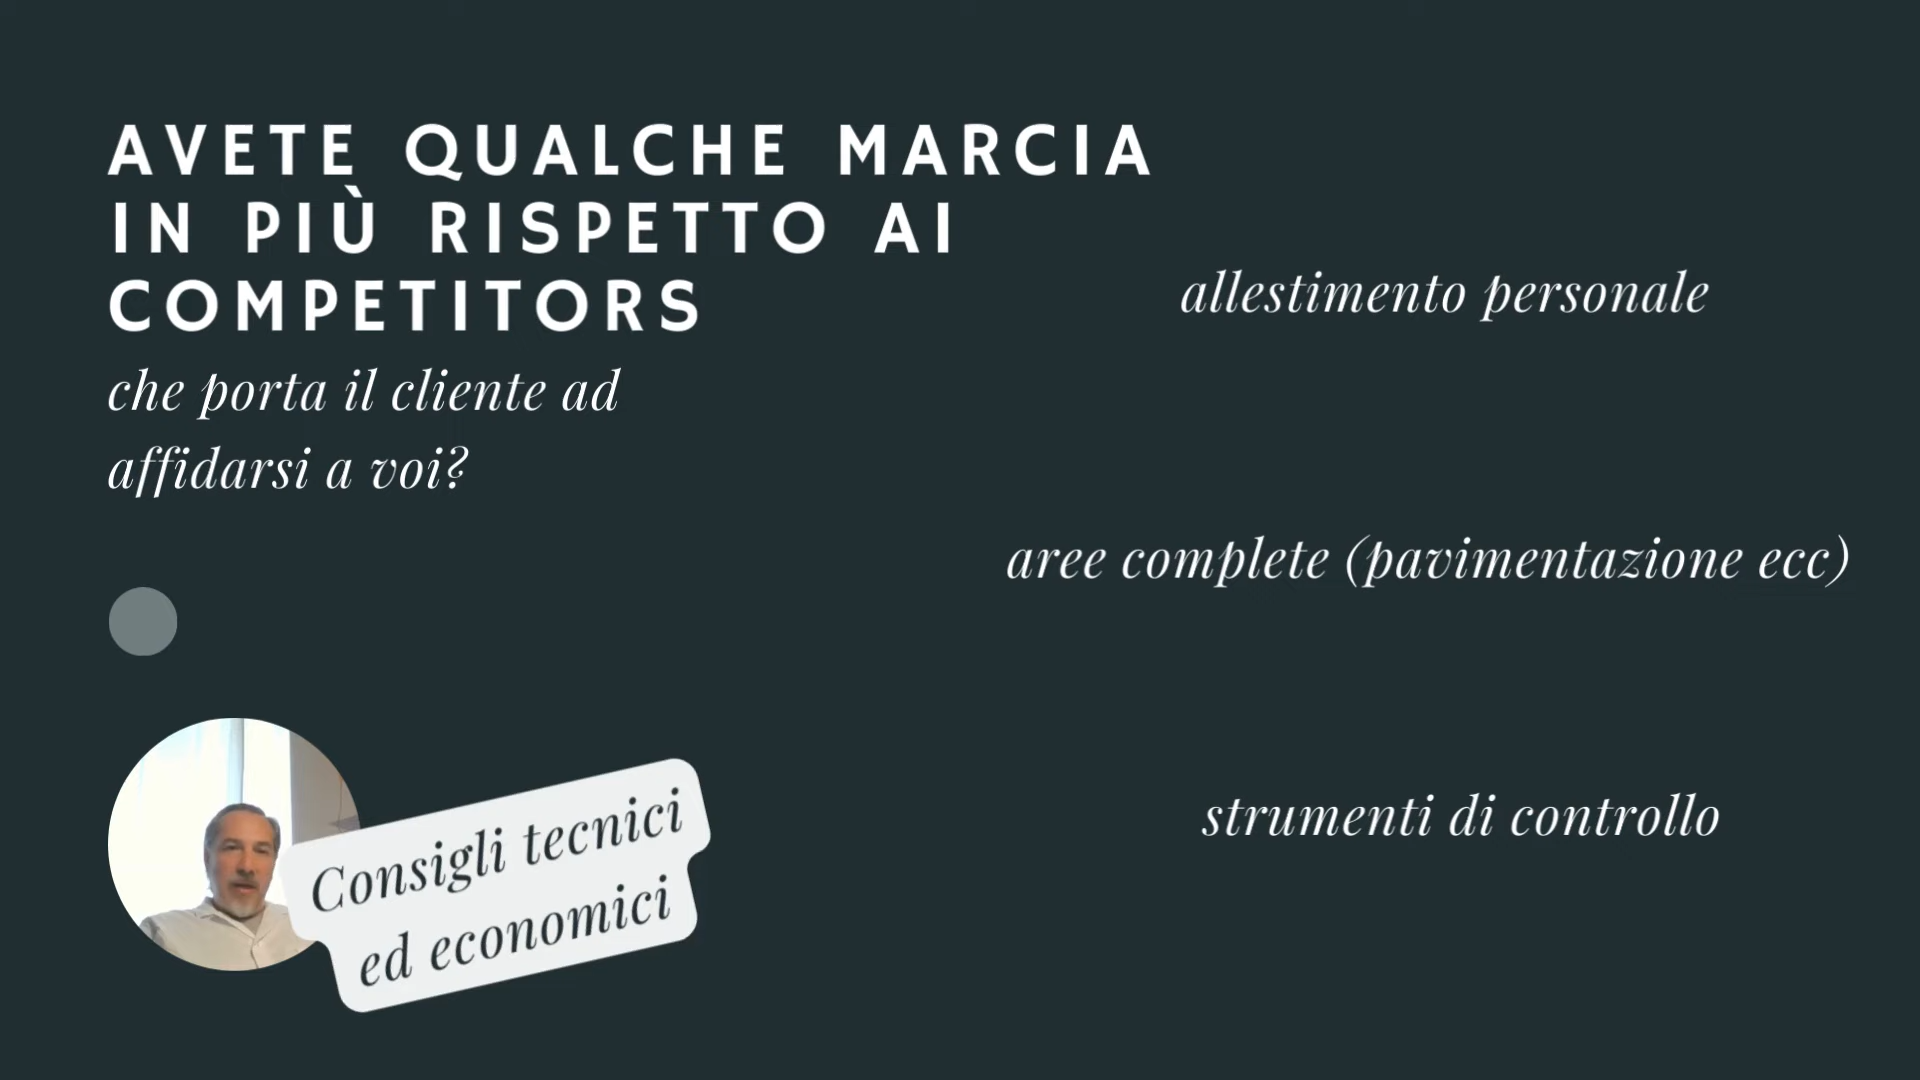 AVETE QUALCHE MARCIA
IN PIÙ RISPETTO AI
COMPETITORS
che porta il cliente ad
affidarsi a voi?
allestimento personale
aree complete (pavimentazione ecc)
strumenti di controllo
Consigli tecnici
ed economici